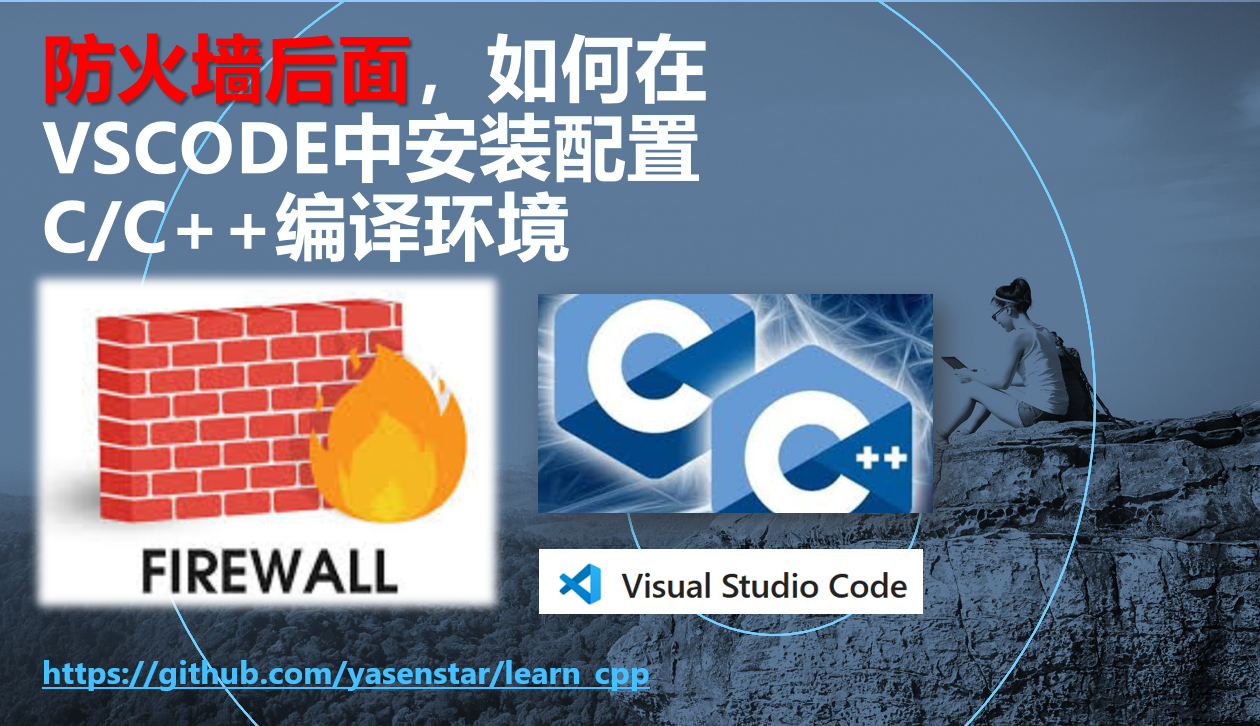 防火墙后面，如何在
VSCODE中安装配置
C/C++编译环境
FIREWALL
C
C++
Visual Studio Code
https://github.com/yasenstar/learn_cpp